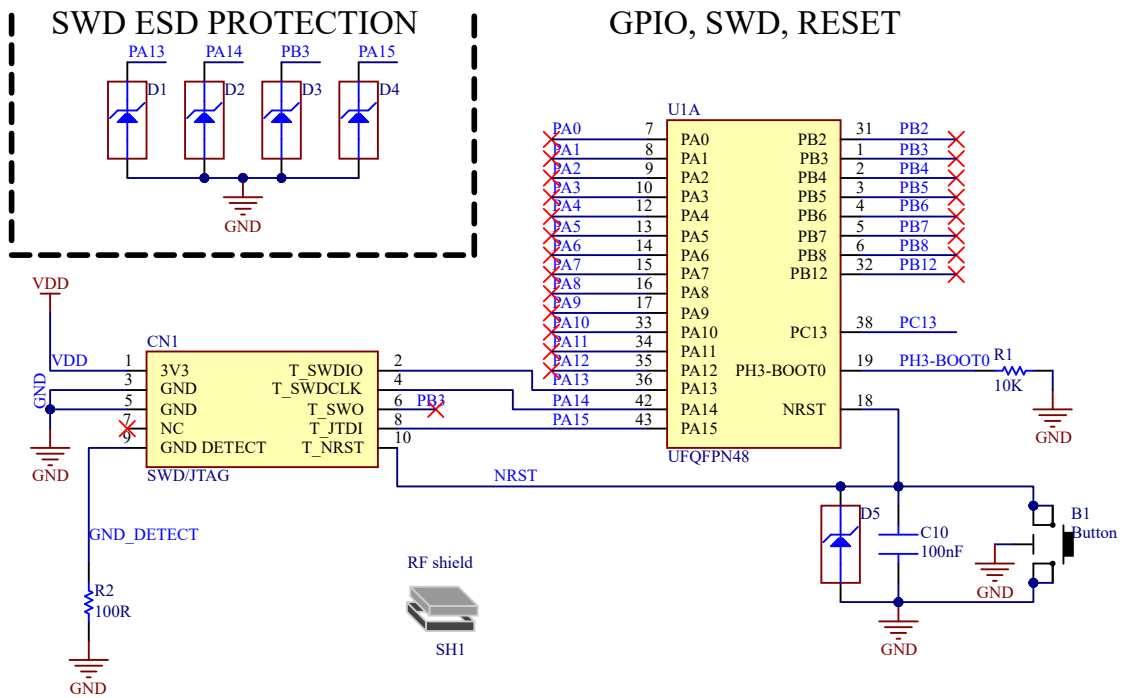 SWD ESD PROTECTION
GPIO, SWD, RESET
PA13 PA14 PB3 PA15
D1 D2 D3 D4
GND
U1A
PA0 7 PA0 PB2 31 PB2
PA1 8 PA1 PB3 1 PB3
PA2 9 PA2 PB4 2 PB4
PA3 10 PA3 PB5 3 PB5
PA4 12 PA4 PB6 4 PB6
PA5 13 PA5 PB7 5 PB7
PA6 14 PA6 PB8 6 PB8
PA7 15 PA7 PB12 32 PB12
PA8 16 PA8
PA9 17 PA9
PA10 33 PA10 PC13 38 PC13
PA11 34 PA11
PA12 35 PA12 PH3-BOOT0 19 PH3-BOOT0 R1
10K
GND
PA13 36 PA13
PA14 42 PA14 NRST 18
PA15 43 PA15
UFQFPN48
VDD
CN1
VDD 1 3V3 T_SWDIO 2
GND 3 GND T_SWDCLK 4
5 GND T_SWO 6 PB3
7 NC T_JTDI 8
9 GND DETECT T_NRST 10
GND
SWD/JTAG
NRST
GND_DETECT
R2
100R
GND
RF shield
SH1
D5
C10
100nF
B1
Button
GND
GND